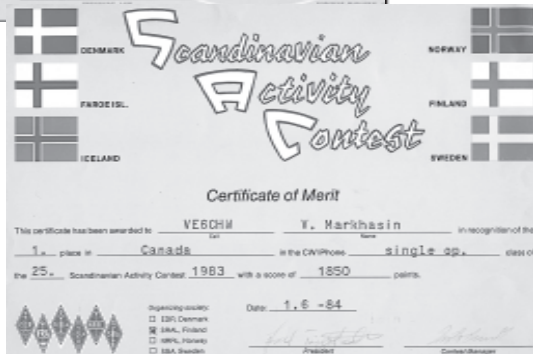 DENMARK Scandinavian NORWAY
FAROE ISL. Activity FINLAND
ICELAND Contest SWEDEN
Certificate of Merit
This certificate has been awarded to VE6CHW V. Markhasin in recognition of the
Call Name
1. place in Canada in the CW/Phone single op. class of
the 25. Scandinavian Activity Contest 1983 with a score of 1850 points.
Organizing society: Date: 1.6 -84
EDR, Denmark
SRAL, Finland
NRRL, Norway
SSA, Sweden
President Contest Manager